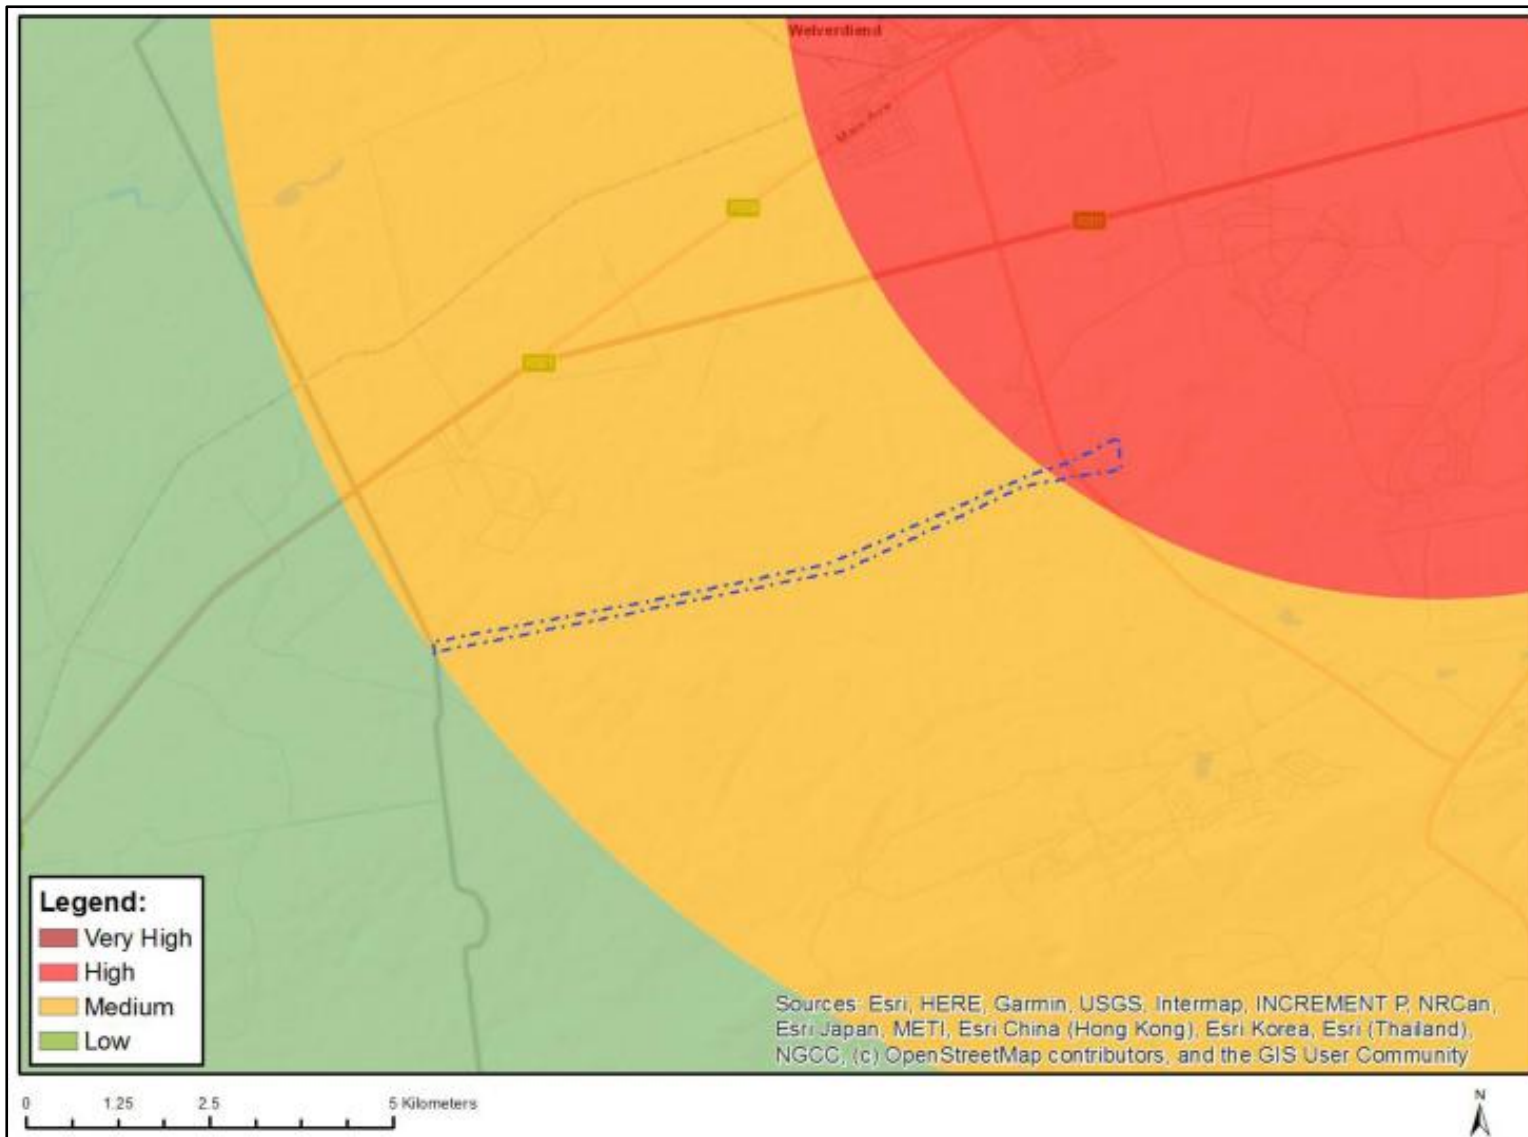 Welverdiend
Main Ave
Legend:
Very High
High
Medium
Low
Sources: Esri, HERE, Garmin, USGS, Intermap, INCREMENT P, NRCan,
Esri Japan, METI, Esri China (Hong Kong), Esri Korea, Esri (Thailand),
NGCC, (c) OpenStreetMap contributors, and the GIS User Community
0 1.25 2.5 5 Kilometers
N